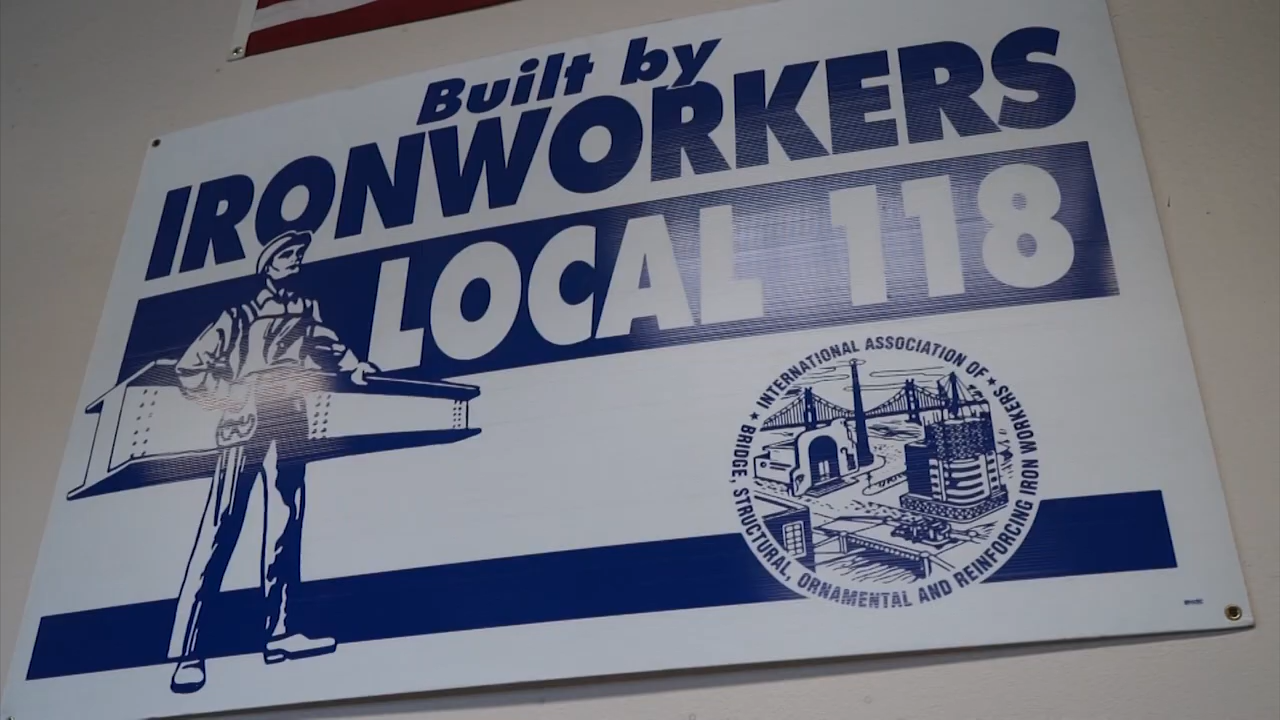 Built by
IRONWORKERS
LOCAL 118
INTERNATIONAL ASSOCIATION OF
★ BRIDGE, STRUCTURAL, ORNAMENTAL AND REINFORCING IRON WORKERS ★